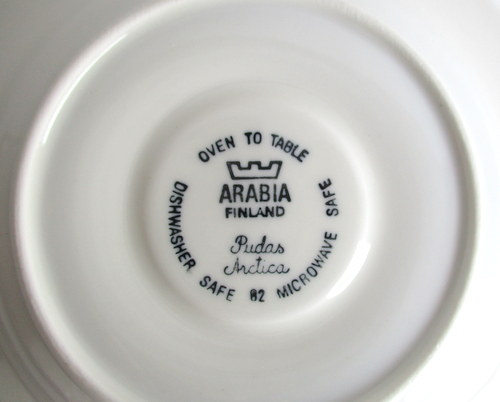 OVEN TO TABLE
ARABIA
FINLAND
Pudas
Arctica
DISHWASHER SAFE 82 MICROWAVE SAFE